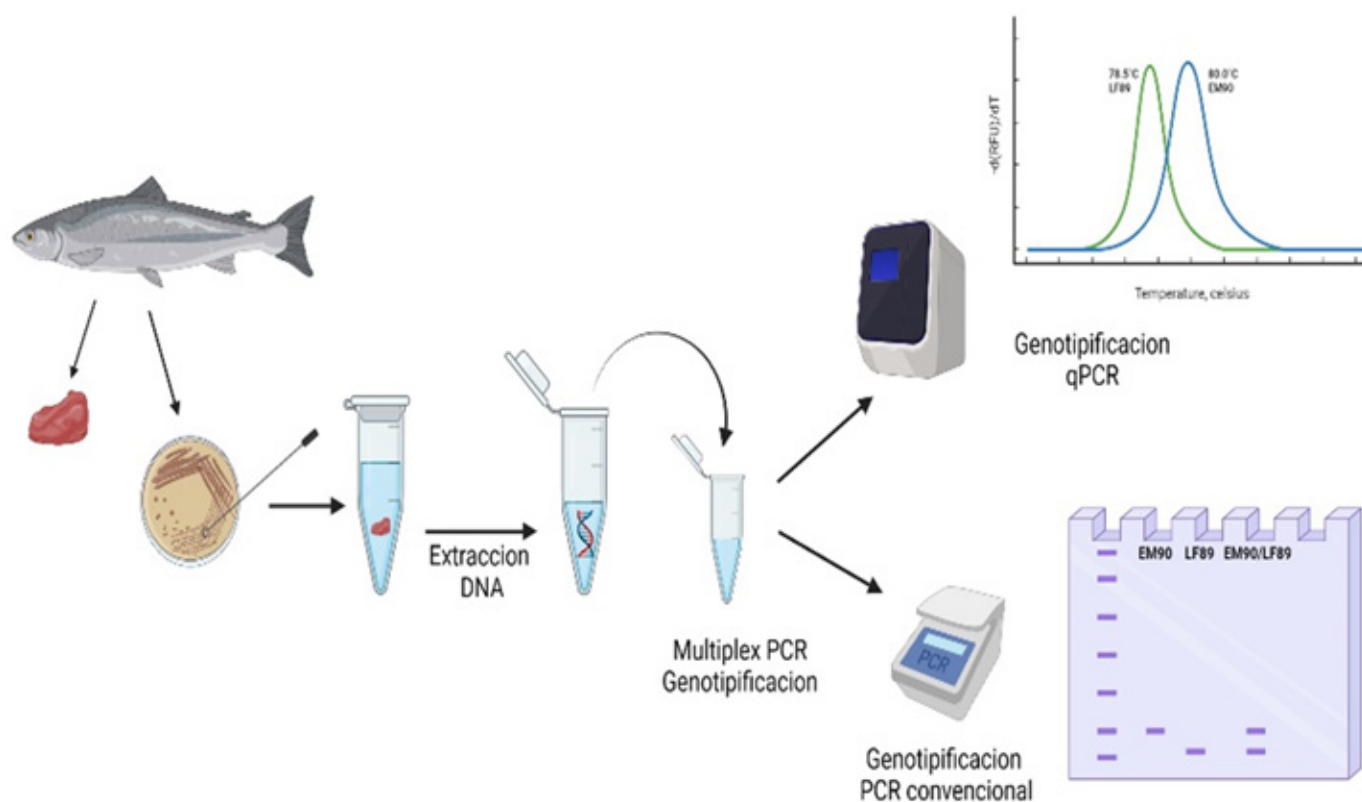 78.5°C
LF89
80.0°C
EM90
-d(RFU)/dT
Temperature, celsius
Genotipificacion
qPCR
Extraccion
DNA
Multiplex PCR
Genotipificacion
PCR
Genotipificacion
PCR convencional
EM90 LF89 EM90/LF89